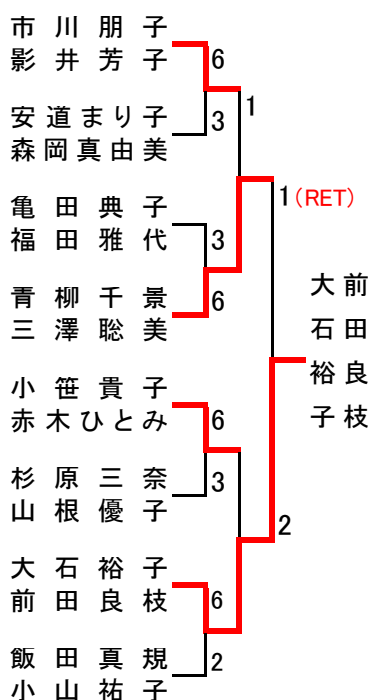 市川朋子
影井芳子
6
1
安道まり子
森岡真由美
3
1(RET)
亀田典子
福田雅代
3
青柳千景
三澤聡美
6
大石裕子
前田良枝
小笹貴子
赤木ひとみ
6
杉原三奈
山根優子
3
2
大石裕子
前田良枝
6
飯田真規
小山祐子
2